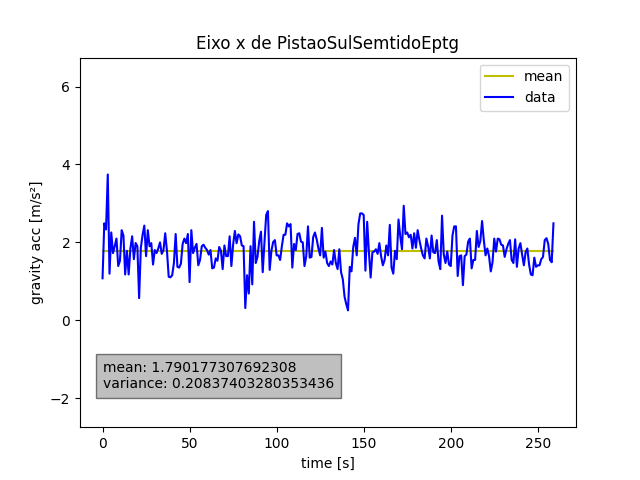 Eixo x de PistaoSulSemtidoEptg
mean
data
gravity acc [m/s²]
6
4
2
0
−2
mean: 1.790177307692308
variance: 0.20837403280353436
0 50 100 150 200 250
time [s]